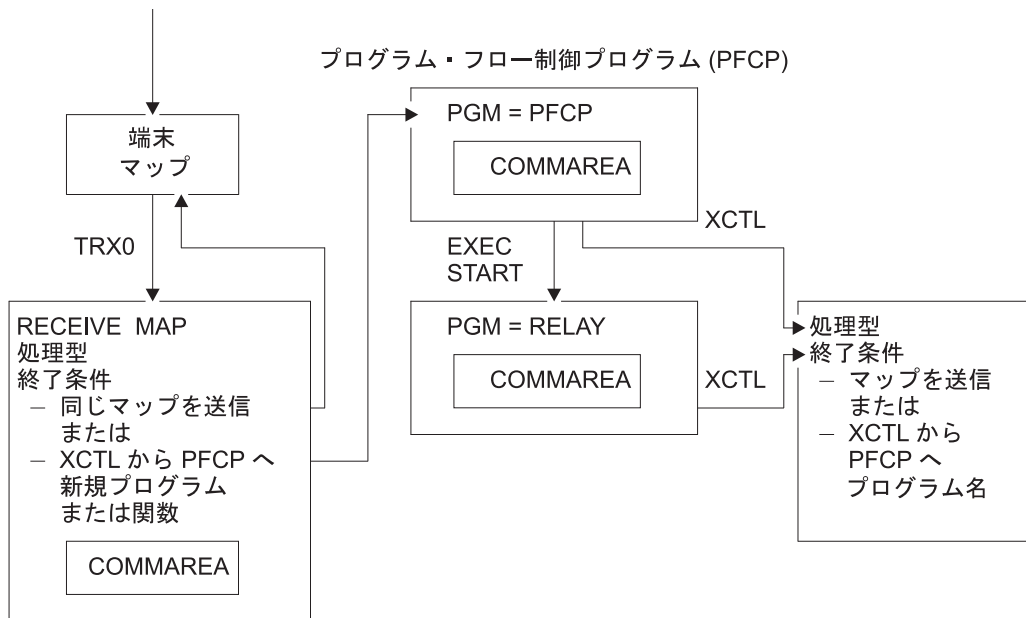 プログラム・フロー制御プログラム (PFCP)
端末
マップ
TRX0
RECEIVE MAP
処理型
終了条件
– 同じマップを送信
または
– XCTL から PFCP へ
新規プログラム
または関数
COMMAREA
PGM = PFCP
COMMAREA
EXEC
START
XCTL
PGM = RELAY
COMMAREA
XCTL
処理型
終了条件
– マップを送信
または
– XCTL から
PFCP へ
プログラム名